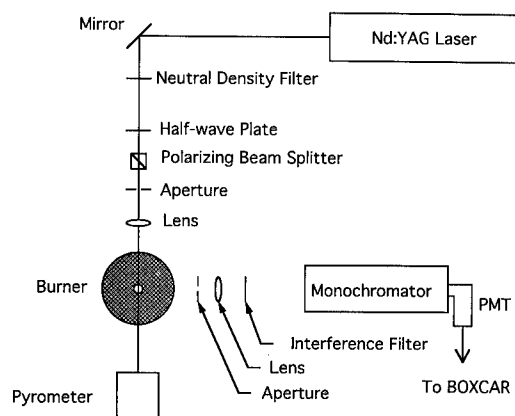 Mirror
Nd:YAG Laser
Neutral Density Filter
Half-wave Plate
Polarizing Beam Splitter
Aperture
Lens
Burner
Monochromator
PMT
Interference Filter
Lens
Aperture
Pyrometer
To BOXCAR